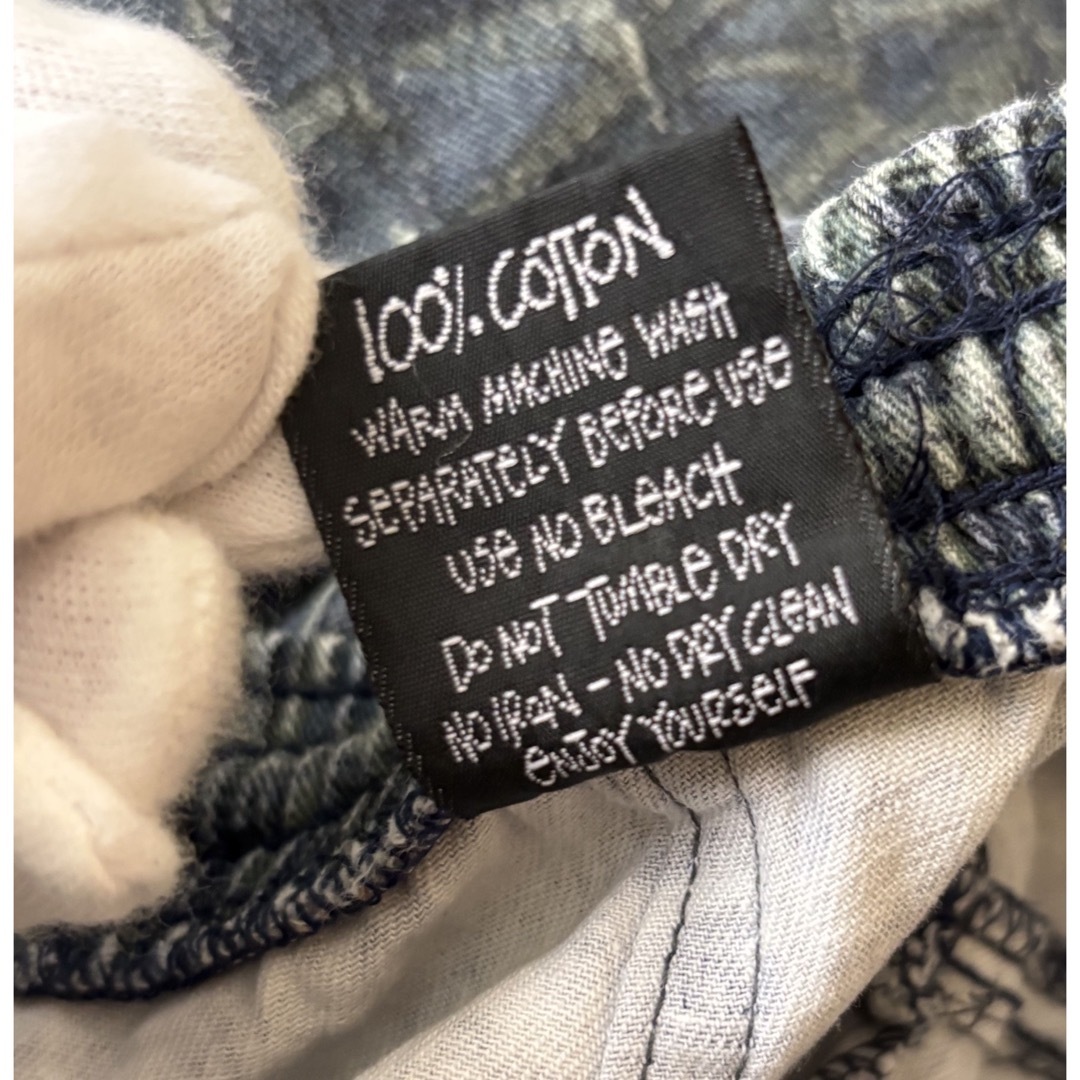 100% COTTON
WARM MACHINE WASH
SEPARATELY BEFORE USE
USE NO BLEACH
DO NOT TUMBLE DRY
NO IRON - NO DRY CLEAN
ENJOY YOURSELF